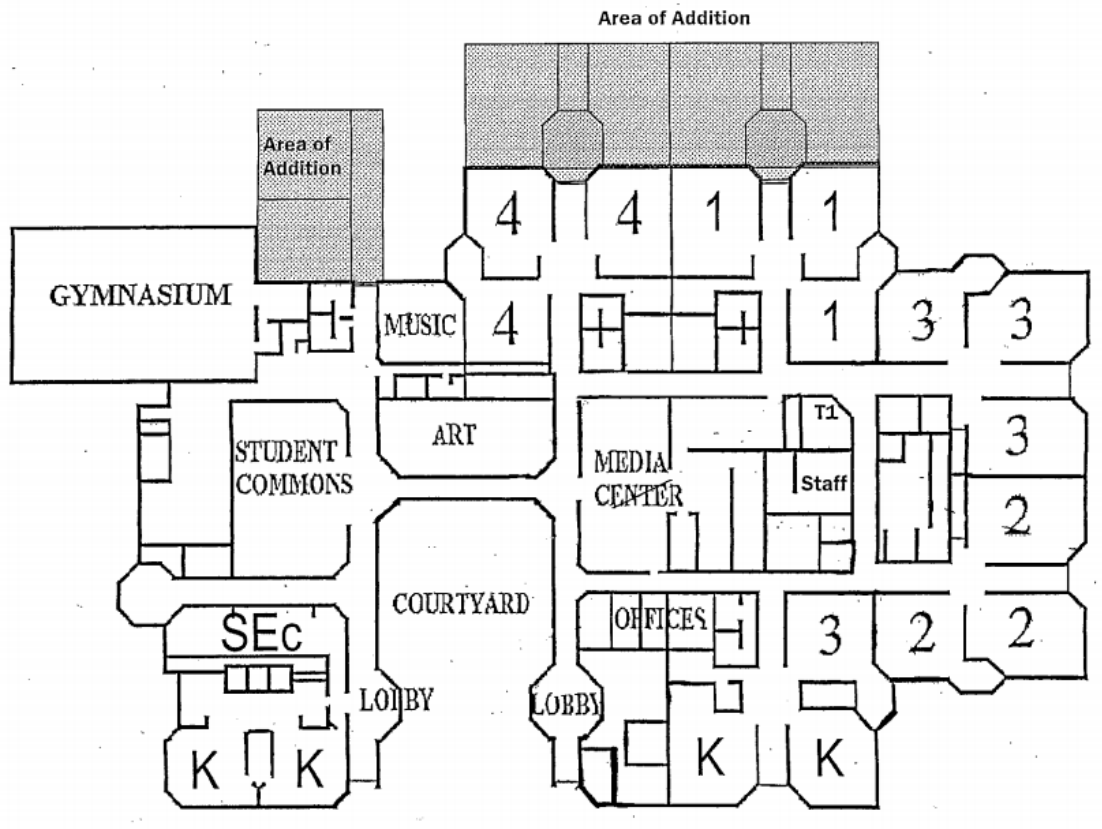 Area of Addition
Area of
Addition
4 4 1 1
GYMNASIUM
MUSIC
4
1 3 3
T1
ART
STUDENT
COMMONS
MEDIA
CENTER
3
Staff
2
COURTYARD
OFFICES
SEc
3 2 2
LOBBY
LOBBY
K K
K K